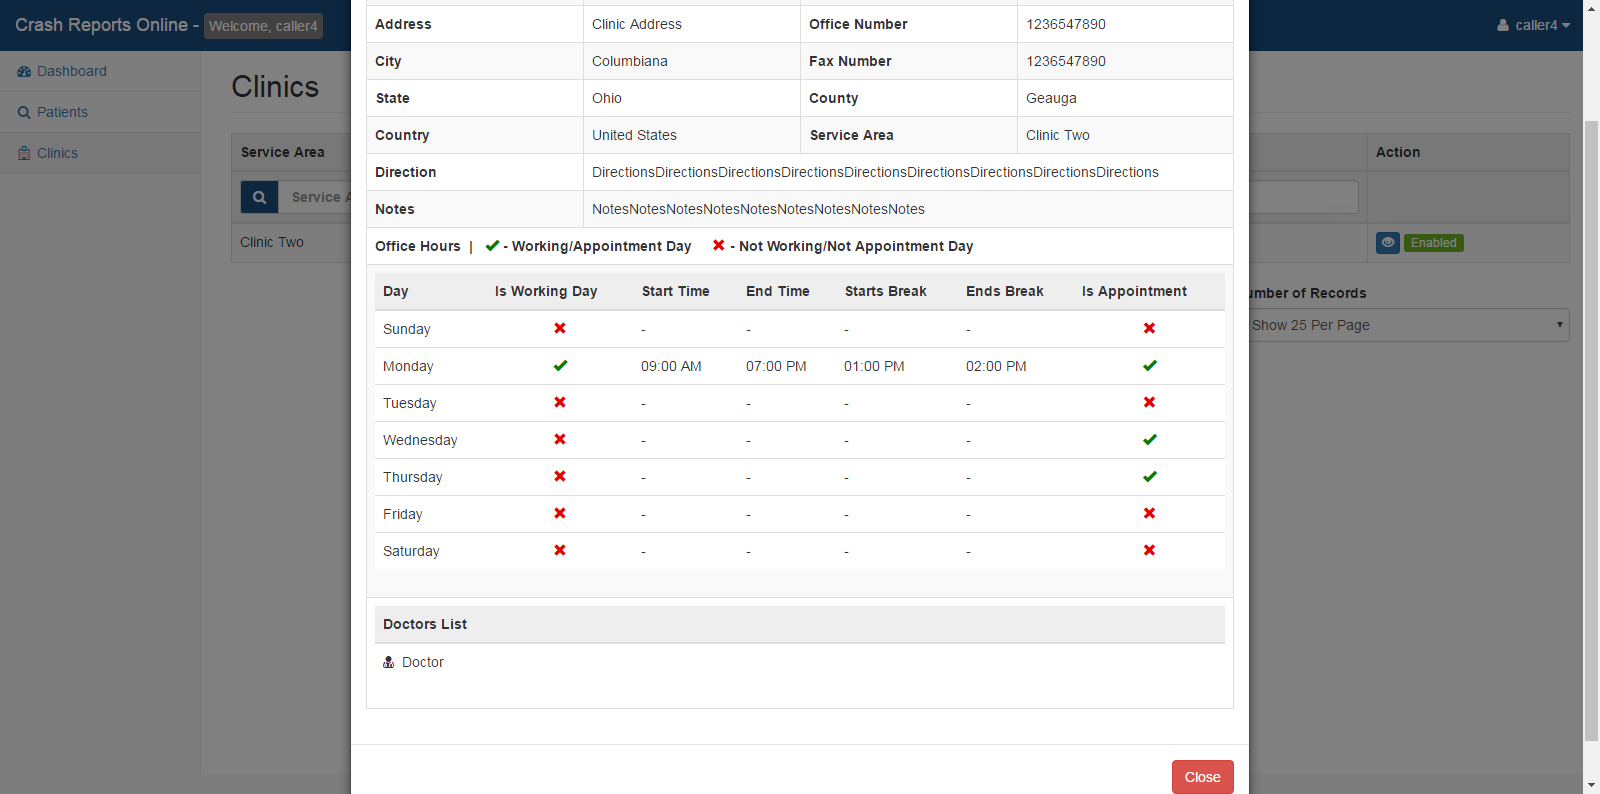 Crash Reports Online - Welcome, caller4
caller4
Dashboard
Patients
Clinics
Clinics
Service Area
Action
Service A
Clinic Two
Enabled
umber of Records
Show 25 Per Page
Address Clinic Address Office Number 1236547890
City Columbiana Fax Number 1236547890
State Ohio County Geauga
Country United States Service Area Clinic Two
Direction DirectionsDirectionsDirectionsDirectionsDirectionsDirectionsDirectionsDirectionsDirections
Notes NotesNotesNotesNotesNotesNotesNotesNotesNotes
Office Hours | - Working/Appointment Day - Not Working/Not Appointment Day
Day Is Working Day Start Time End Time Starts Break Ends Break Is Appointment
Sunday - - - -
Monday 09:00 AM 07:00 PM 01:00 PM 02:00 PM
Tuesday - - - -
Wednesday - - - -
Thursday - - - -
Friday - - - -
Saturday - - - -
Doctors List
Doctor
Close